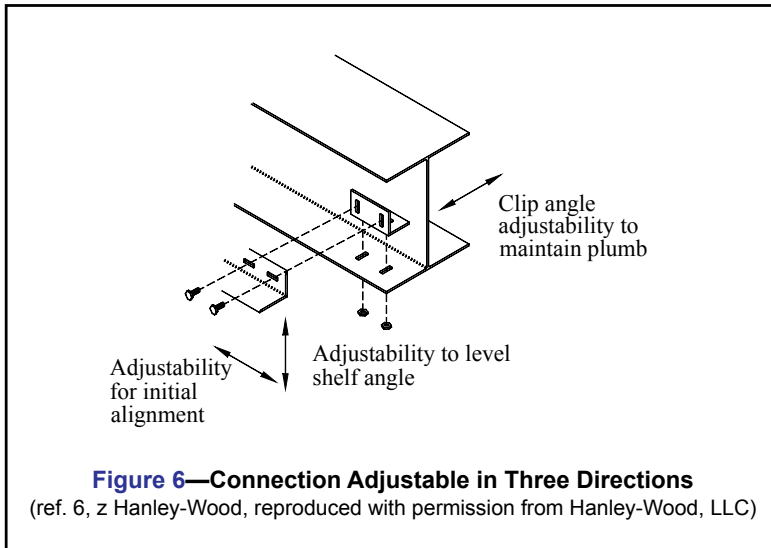 Clip angle
adjustability to
maintain plumb
Adjustability to level
shelf angle
Adjustability
for initial
alignment
Figure 6—Connection Adjustable in Three Directions
(ref. 6, z Hanley-Wood, reproduced with permission from Hanley-Wood, LLC)